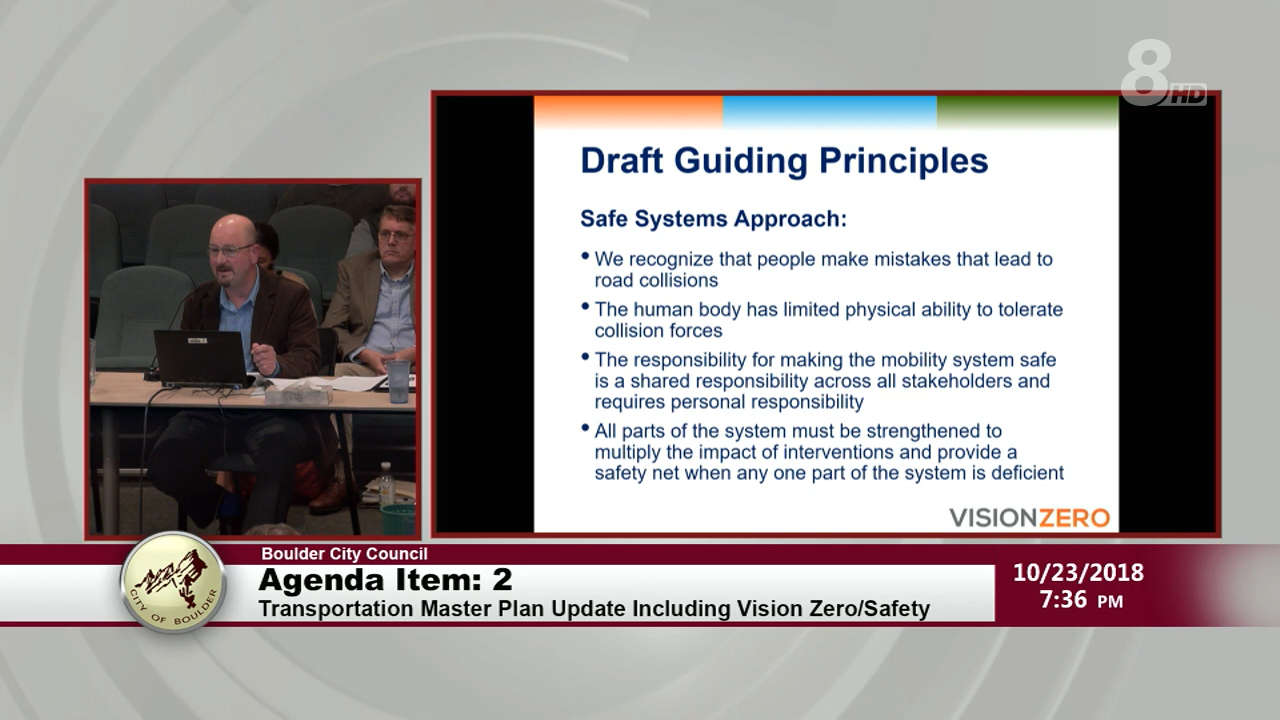 8
HD
Draft Guiding Principles
Safe Systems Approach:
• We recognize that people make mistakes that lead to
road collisions
• The human body has limited physical ability to tolerate
collision forces
• The responsibility for making the mobility system safe
is a shared responsibility across all stakeholders and
requires personal responsibility
• All parts of the system must be strengthened to
multiply the impact of interventions and provide a
safety net when any one part of the system is deficient
VISIONZERO
CITY OF BOULDER
Boulder City Council
Agenda Item: 2
Transportation Master Plan Update Including Vision Zero/Safety
10/23/2018
7:36 PM